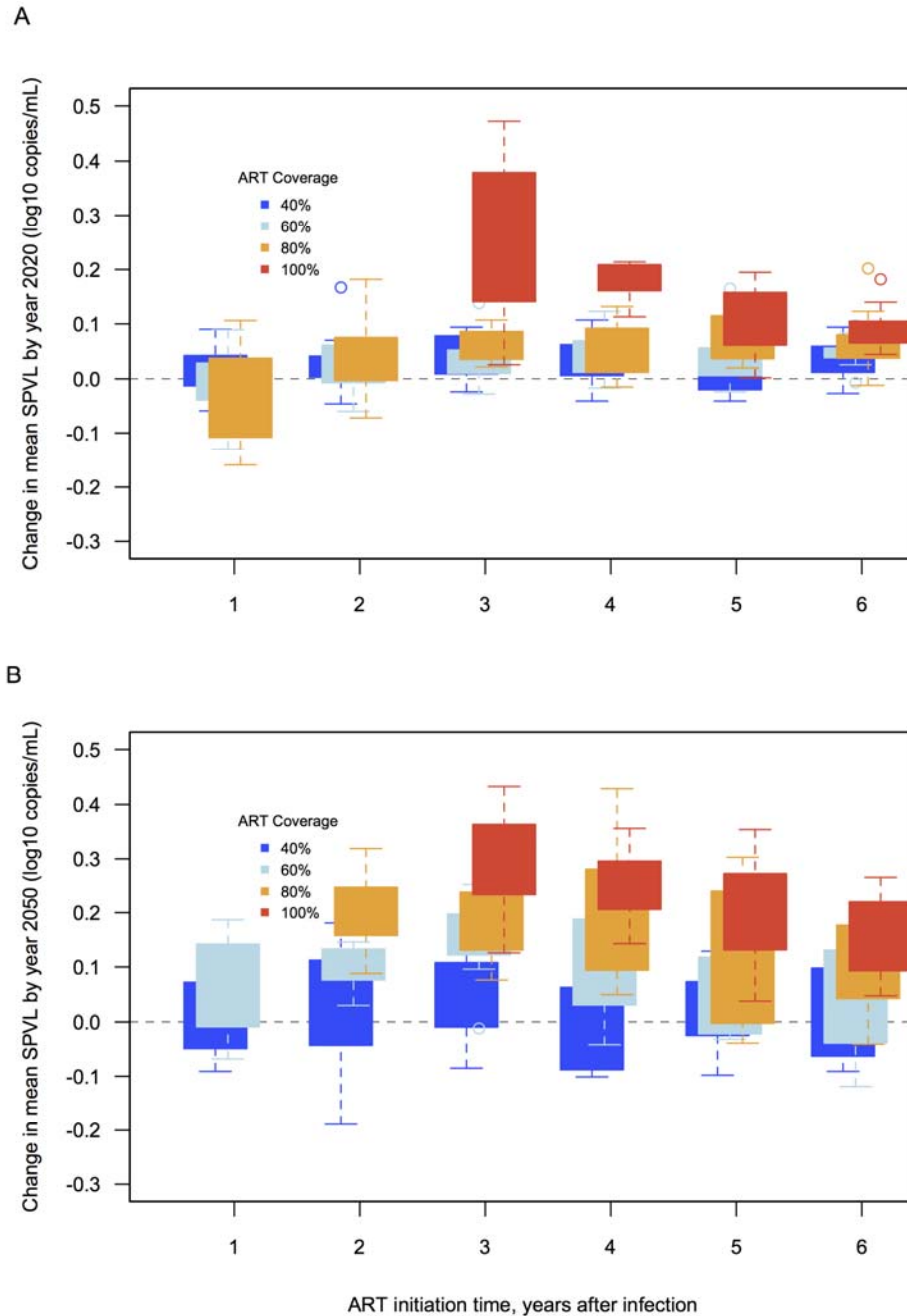 A
Change in mean SPVL by year 2020 (log10 copies/mL)
0.5
0.4
0.3
0.2
0.1
0.0
-0.1
-0.2
-0.3
ART Coverage
40%
60%
80%
100%
1 2 3 4 5 6
B
Change in mean SPVL by year 2050 (log10 copies/mL)
0.5
0.4
0.3
0.2
0.1
0.0
-0.1
-0.2
-0.3
ART Coverage
40%
60%
80%
100%
1 2 3 4 5 6
ART initiation time, years after infection